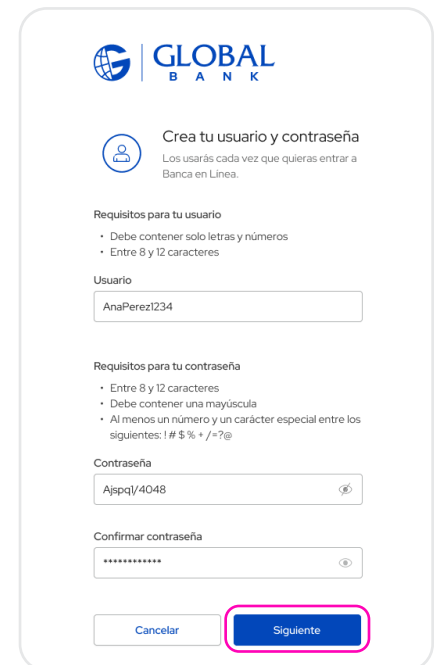 GLOBAL
BANK
Crea tu usuario y contraseña
Los usarás cada vez que quieras entrar a
Banca en Línea.
Requisitos para tu usuario
• Debe contener solo letras y números
• Entre 8 y 12 caracteres
Usuario
AnaPerez1234
Requisitos para tu contraseña
• Entre 8 y 12 caracteres
• Debe contener una mayúscula
• Al menos un número y un carácter especial entre los
siguientes: ! # $ % + /=?@
Contraseña
Ajspq1/4048
Confirmar contraseña
************
Cancelar
Siguiente